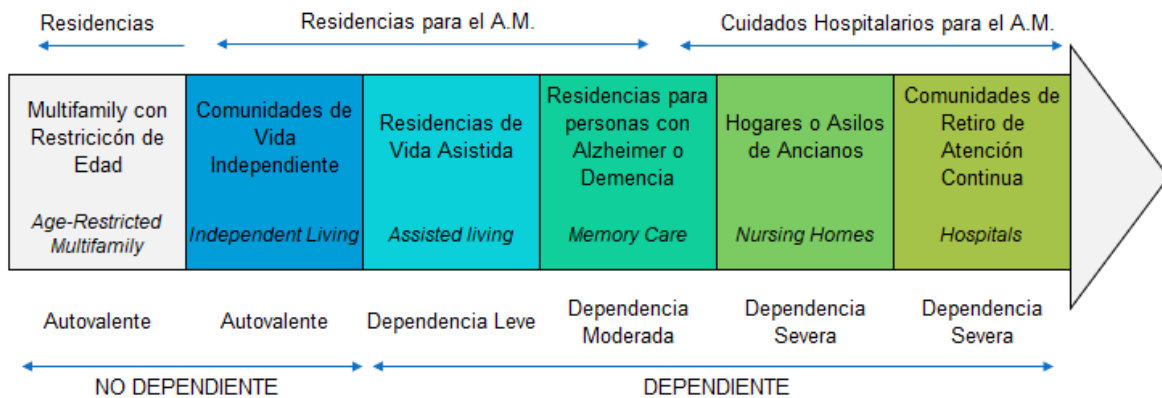 Residencias
Residencias para el A.M.
Cuidados Hospitalarios para el A.M.
Multifamily con
Restricicón de
Edad
Age-Restricted
Multifamily
Comunidades de
Vida
Independiente
Independent Living
Residencias de
Vida Asistida
Assisted living
Residencias para
personas con
Alzheimer o
Demencia
Memory Care
Hogares o Asilos
de Ancianos
Nursing Homes
Comunidades de
Retiro de
Atención
Continua
Hospitals
Autovalente
Autovalente
Dependencia Leve
Dependencia
Moderada
Dependencia
Severa
Dependencia
Severa
NO DEPENDIENTE
DEPENDIENTE